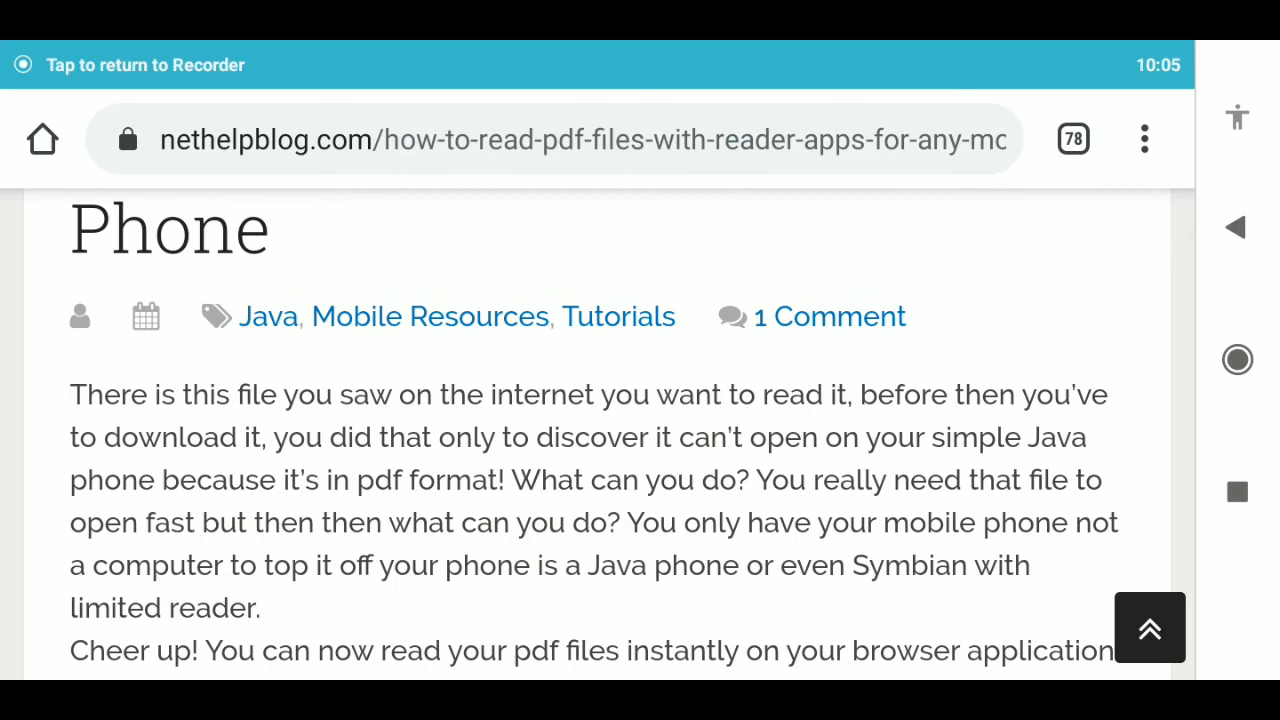 Tap to return to Recorder 10:05
nethelpblog.com/how-to-read-pdf-files-with-reader-apps-for-any-mo 78
Phone
Java, Mobile Resources, Tutorials 1 Comment
There is this file you saw on the internet you want to read it, before then you’ve
to download it, you did that only to discover it can’t open on your simple Java
phone because it’s in pdf format! What can you do? You really need that file to
open fast but then then what can you do? You only have your mobile phone not
a computer to top it off your phone is a Java phone or even Symbian with
limited reader.
Cheer up! You can now read your pdf files instantly on your browser application